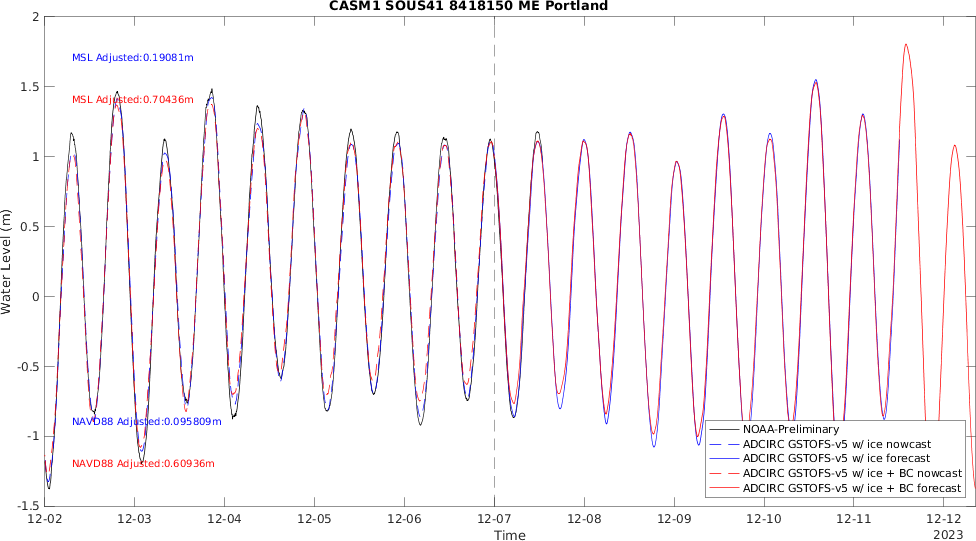 CASM1 SOUS41 8418150 ME Portland
2
1.5
1
0.5
0
-0.5
-1
-1.5
Water Level (m)
MSL Adjusted:0.19081m
MSL Adjusted:0.70436m
NAVD88 Adjusted:0.095809m
NAVD88 Adjusted:0.60936m
NOAA-Preliminary
ADCIRC GSTOFS-v5 w/ ice nowcast
ADCIRC GSTOFS-v5 w/ ice forecast
ADCIRC GSTOFS-v5 w/ ice + BC nowcast
ADCIRC GSTOFS-v5 w/ ice + BC forecast
12-02 12-03 12-04 12-05 12-06 12-07 12-08 12-09 12-10 12-11 12-12
2023
Time